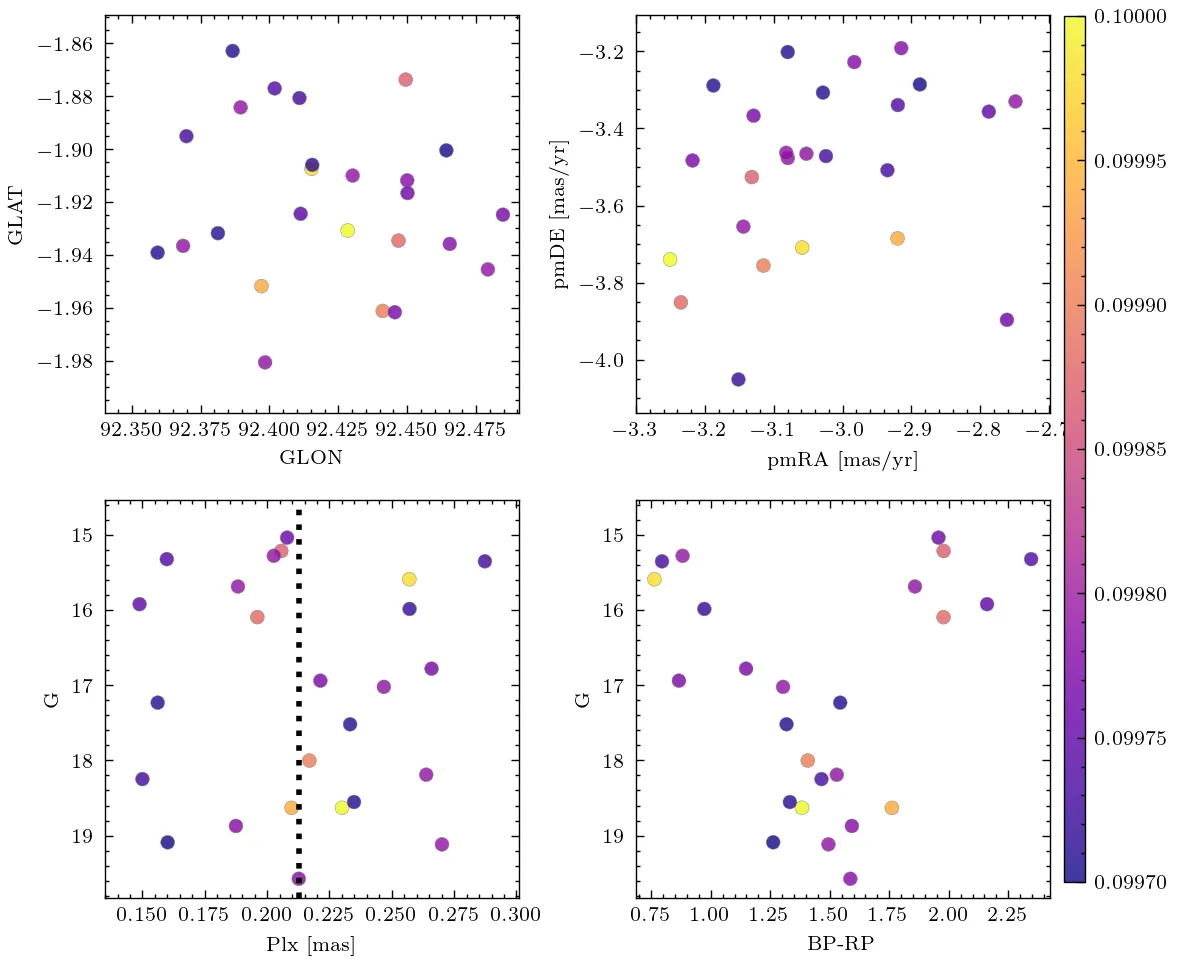 −1.86
−1.88
−1.90
−1.92
−1.94
−1.96
−1.98
GLAT
92.350 92.375 92.400 92.425 92.450 92.475
GLON
−3.2
−3.4
−3.6
−3.8
−4.0
pmDE [mas/yr]
−3.3 −3.2 −3.1 −3.0 −2.9 −2.8 −2.7
pmRA [mas/yr]
0.10000
0.09995
0.09990
0.09985
0.09980
0.09975
0.09970
15
16
17
18
19
G
0.150 0.175 0.200 0.225 0.250 0.275 0.300
Plx [mas]
15
16
17
18
19
G
0.75 1.00 1.25 1.50 1.75 2.00 2.25
BP-RP